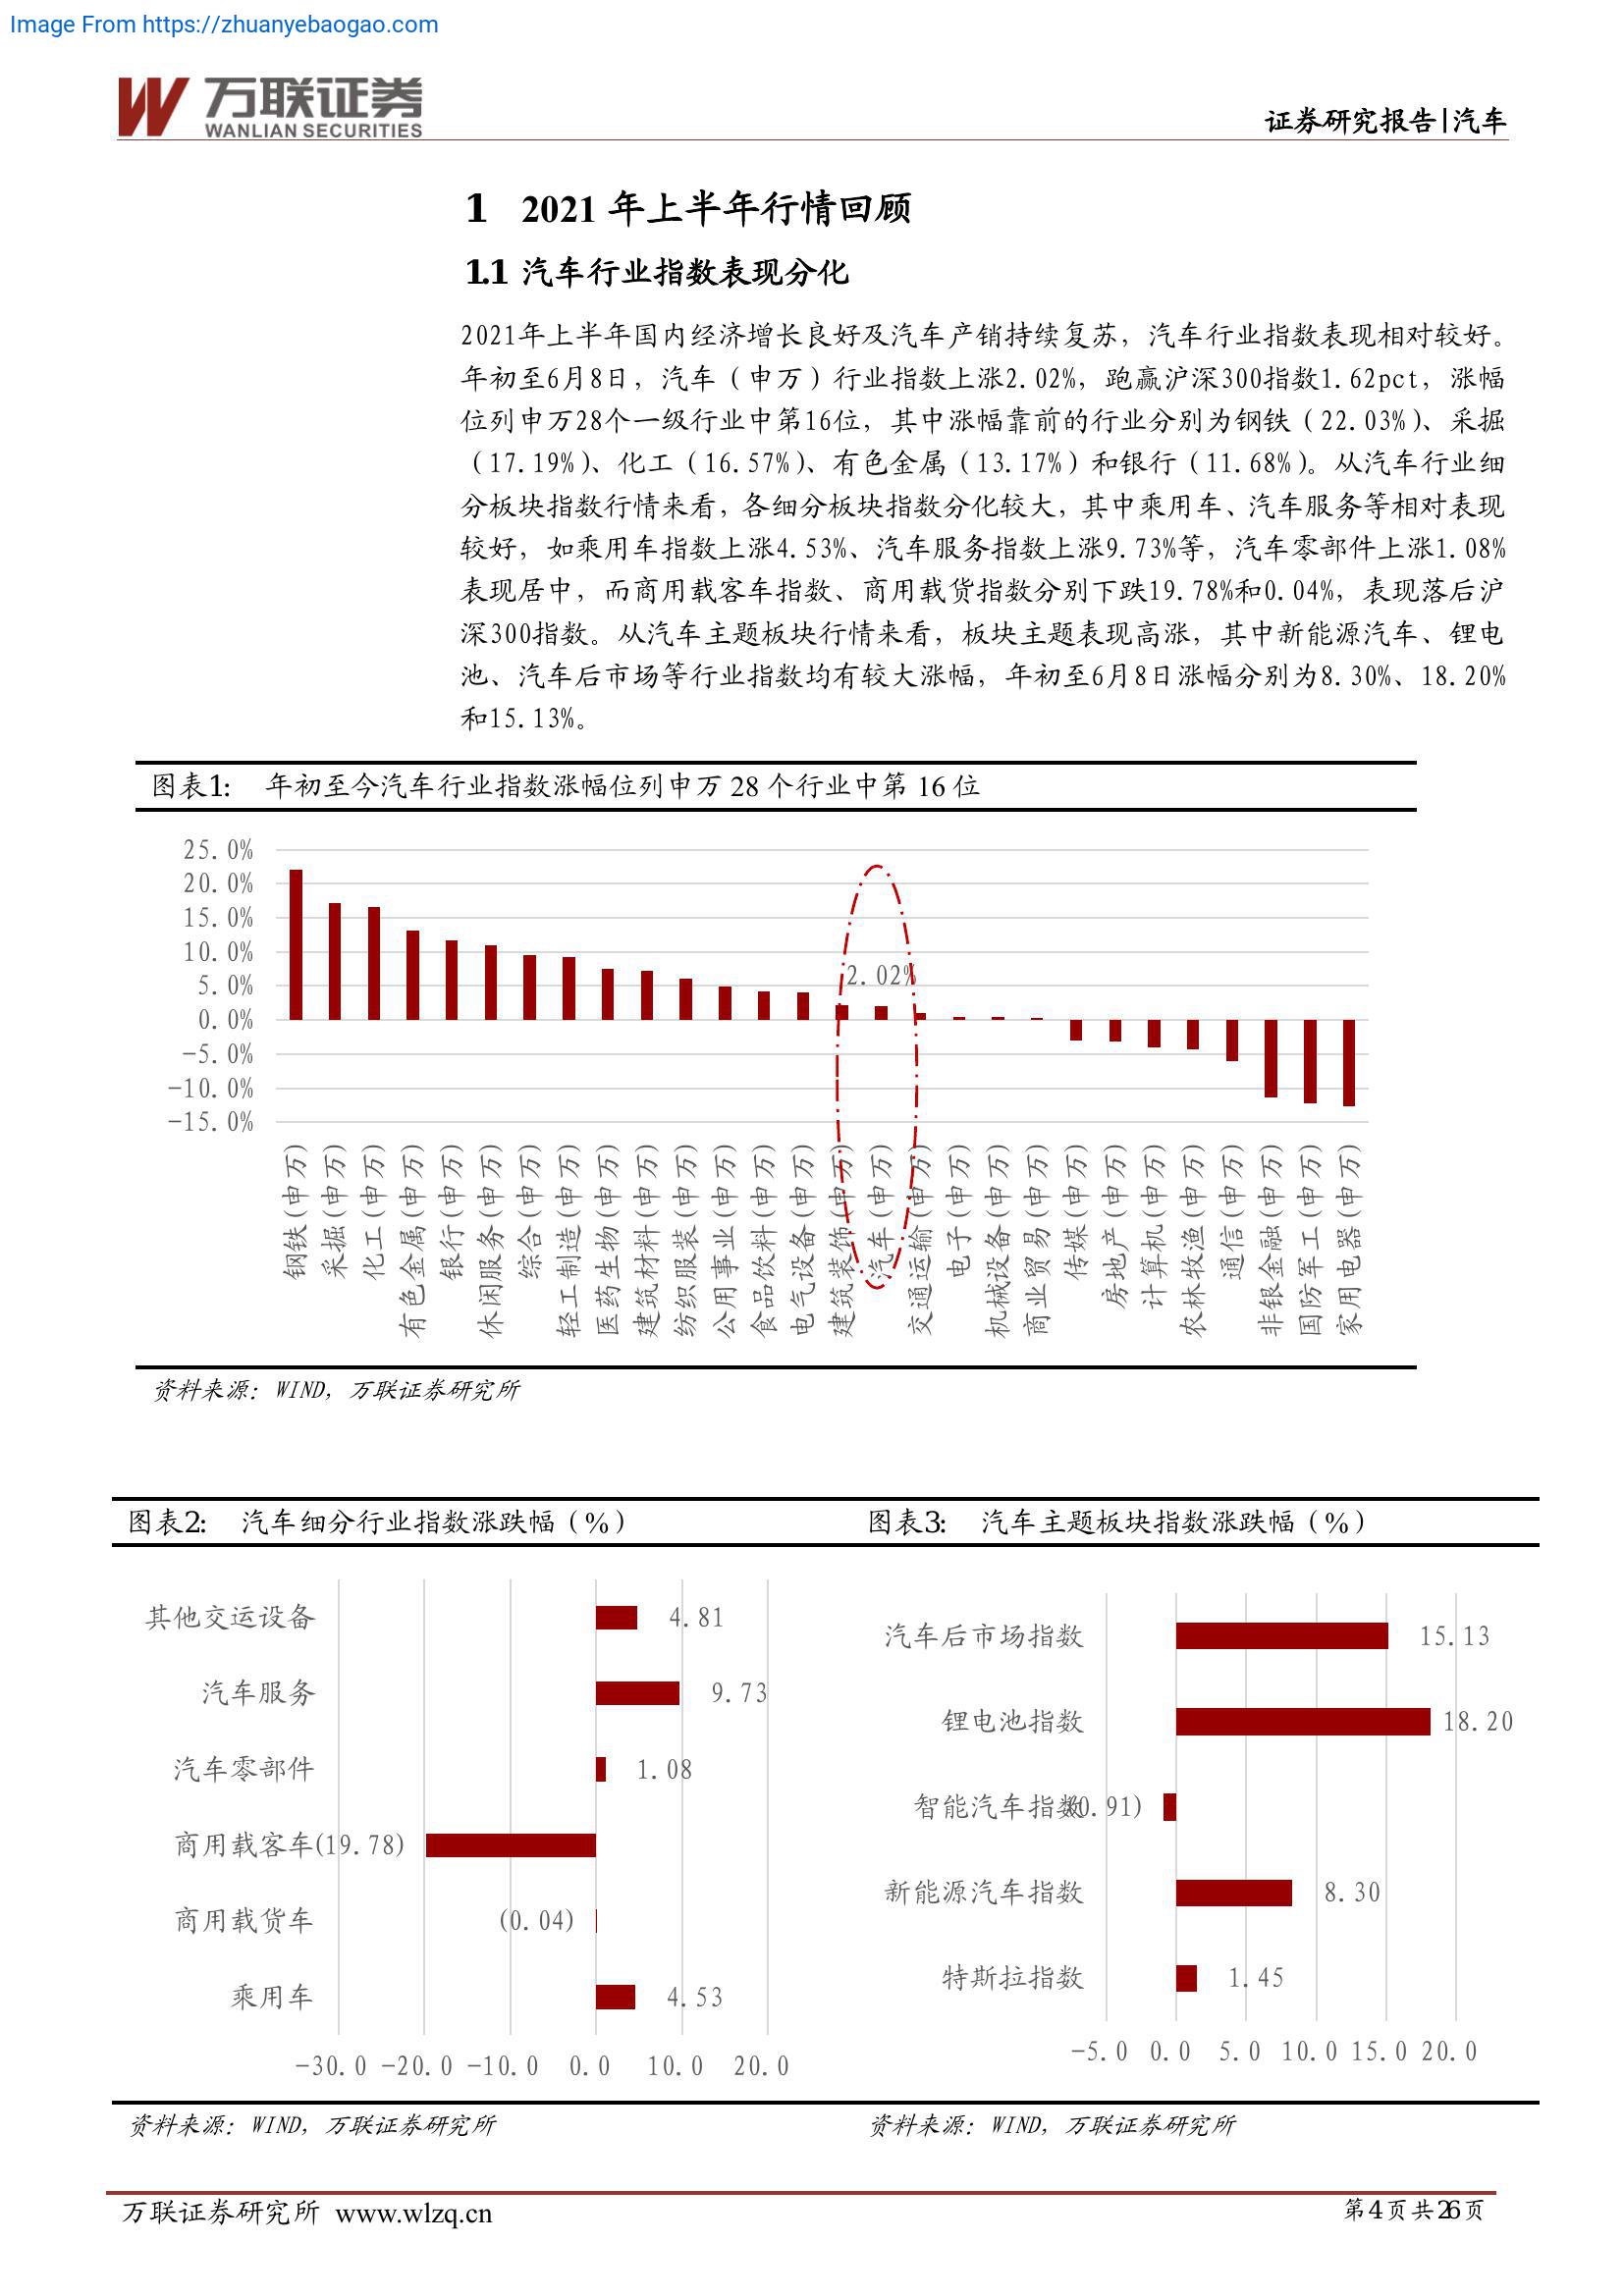 Image From https://zhuanyebaogao.com
万联证券
WANLIAN SECURITIES
证券研究报告|汽车
1 2021 年上半年行情回顾
1.1 汽车行业指数表现分化
2021年上半年国内经济增长良好及汽车产销持续复苏，汽车行业指数表现相对较好。
年初至6月8日，汽车（申万）行业指数上涨2.02%，跑赢沪深300指数1.62pct，涨幅
位列申万28个一级行业中第16位，其中涨幅靠前的行业分别为钢铁（22.03%）、采掘
（17.19%）、化工（16.57%）、有色金属（13.17%）和银行（11.68%）。从汽车行业细
分板块指数行情来看，各细分板块指数分化较大，其中乘用车、汽车服务等相对表现
较好，如乘用车指数上涨4.53%、汽车服务指数上涨9.73%等，汽车零部件上涨1.08%
表现居中，而商用载客车指数、商用载货指数分别下跌19.78%和0.04%，表现落后沪
深300指数。从汽车主题板块行情来看，板块主题表现高涨，其中新能源汽车、锂电
池、汽车后市场等行业指数均有较大涨幅，年初至6月8日涨幅分别为8.30%、18.20%
和15.13%。
图表1: 年初至今汽车行业指数涨幅位列申万 28 个行业中第 16 位
25.0%
20.0%
15.0%
10.0%
5.0%
0.0%
-5.0%
-10.0%
-15.0%
2.02%
钢铁(申万)
采掘(申万)
化工(申万)
有色金属(申万)
银行(申万)
休闲服务(申万)
综合(申万)
轻工制造(申万)
医药生物(申万)
建筑材料(申万)
纺织服装(申万)
公用事业(申万)
食品饮料(申万)
电气设备(申万)
建筑装饰(申万)
汽车(申万)
交通运输(申万)
电子(申万)
机械设备(申万)
商业贸易(申万)
传媒(申万)
房地产(申万)
计算机(申万)
农林牧渔(申万)
通信(申万)
非银金融(申万)
国防军工(申万)
家用电器(申万)
资料来源：WIND，万联证券研究所
图表2: 汽车细分行业指数涨跌幅（%）
其他交运设备 4.81
汽车服务 9.73
汽车零部件 1.08
商用载客车 (19.78)
商用载货车 (0.04)
乘用车 4.53
-30.0 -20.0 -10.0 0.0 10.0 20.0
资料来源：WIND，万联证券研究所
图表3: 汽车主题板块指数涨跌幅（%）
汽车后市场指数 15.13
锂电池指数 18.20
智能汽车指数 (0.91)
新能源汽车指数 8.30
特斯拉指数 1.45
-5.0 0.0 5.0 10.0 15.0 20.0
资料来源：WIND，万联证券研究所
万联证券研究所 www.wlzq.cn
第4页共26页